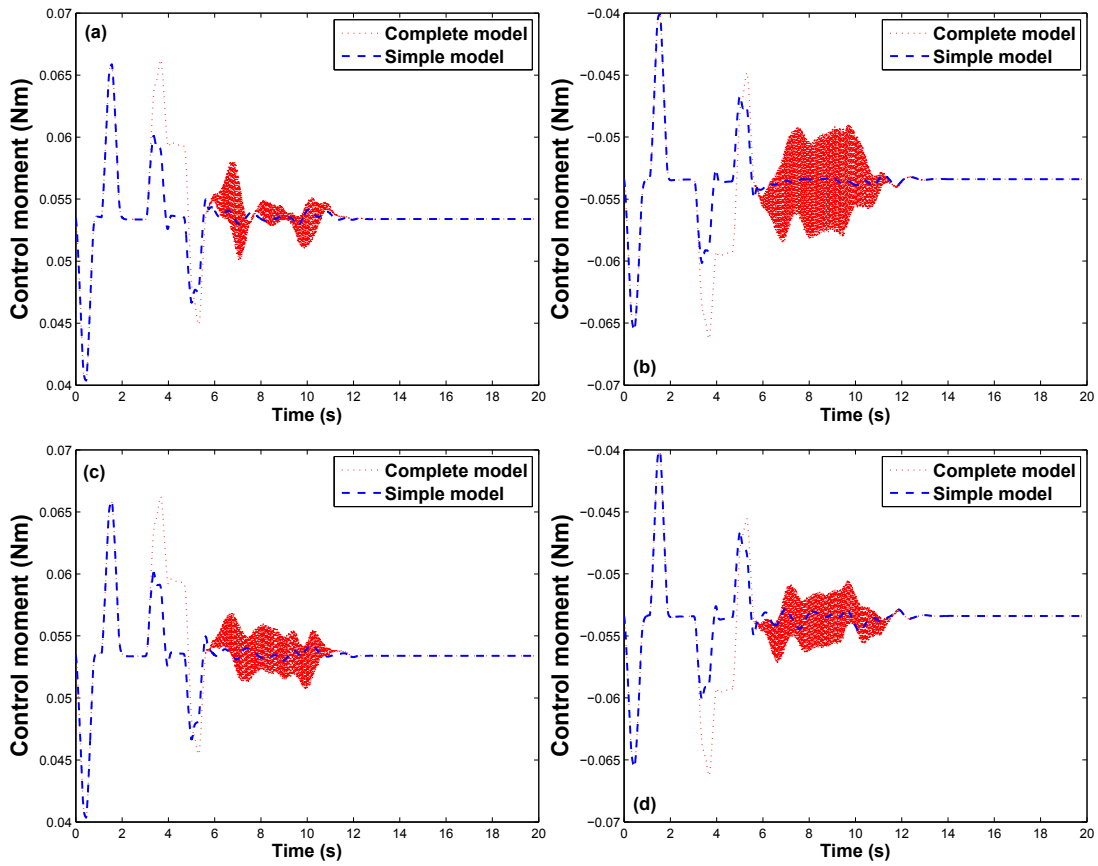 (a)
Complete model
Simple model
Control moment (Nm)
0.07
0.065
0.06
0.055
0.05
0.045
0.04
0 2 4 6 8 10 12 14 16 18 20
Time (s)
(b)
Complete model
Simple model
Control moment (Nm)
−0.04
−0.045
−0.05
−0.055
−0.06
−0.065
−0.07
0 2 4 6 8 10 12 14 16 18 20
Time (s)
(c)
Complete model
Simple model
Control moment (Nm)
0.07
0.065
0.06
0.055
0.05
0.045
0.04
0 2 4 6 8 10 12 14 16 18 20
Time (s)
(d)
Complete model
Simple model
Control moment (Nm)
−0.04
−0.045
−0.05
−0.055
−0.06
−0.065
−0.07
0 2 4 6 8 10 12 14 16 18 20
Time (s)